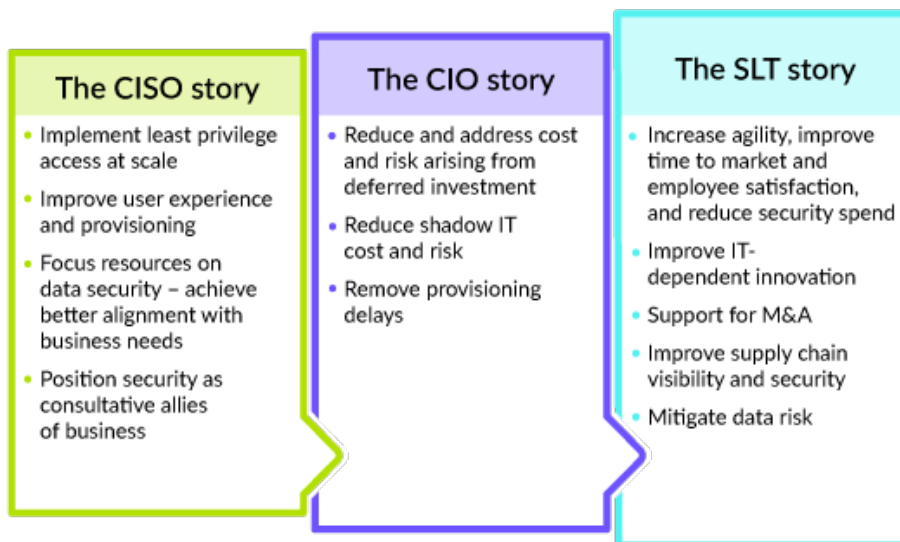 The CISO story
• Implement least privilege
access at scale
• Improve user experience
and provisioning
• Focus resources on
data security – achieve
better alignment with
business needs
• Position security as
consultative allies
of business
The CIO story
• Reduce and address cost
and risk arising from
deferred investment
• Reduce shadow IT
cost and risk
• Remove provisioning
delays
The SLT story
• Increase agility, improve
time to market and
employee satisfaction,
and reduce security spend
• Improve IT-
dependent innovation
• Support for M&A
• Improve supply chain
visibility and security
• Mitigate data risk